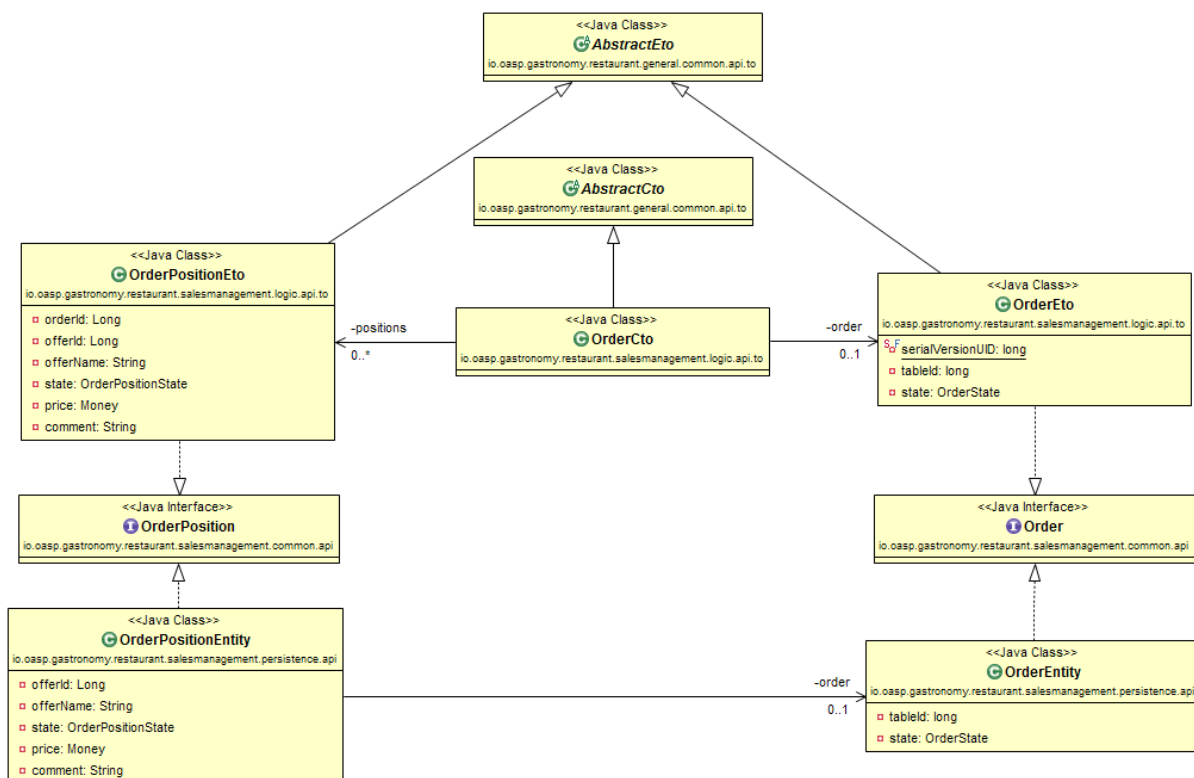 <<Java Class>>
AbstractEto
io.oasp.gastronomy.restaurant.general.common.api.to
<<Java Class>>
AbstractCto
io.oasp.gastronomy.restaurant.general.common.api.to
<<Java Class>>
OrderPositionEto
io.oasp.gastronomy.restaurant.salesmanagement.logic.api.to
orderId: Long
offerId: Long
offerName: String
state: OrderPositionState
price: Money
comment: String
-positions
0..*
<<Java Class>>
OrderCto
io.oasp.gastronomy.restaurant.salesmanagement.logic.api.to
-order
0..1
<<Java Class>>
OrderEto
io.oasp.gastronomy.restaurant.salesmanagement.logic.api.to
S F serialVersionUID: long
tableId: long
state: OrderState
<<Java Interface>>
OrderPosition
io.oasp.gastronomy.restaurant.salesmanagement.common.api
<<Java Interface>>
Order
io.oasp.gastronomy.restaurant.salesmanagement.common.api
<<Java Class>>
OrderPositionEntity
io.oasp.gastronomy.restaurant.salesmanagement.persistence.api
offerId: Long
offerName: String
state: OrderPositionState
price: Money
comment: String
-order
0..1
<<Java Class>>
OrderEntity
io.oasp.gastronomy.restaurant.salesmanagement.persistence.api
tableId: long
state: OrderState